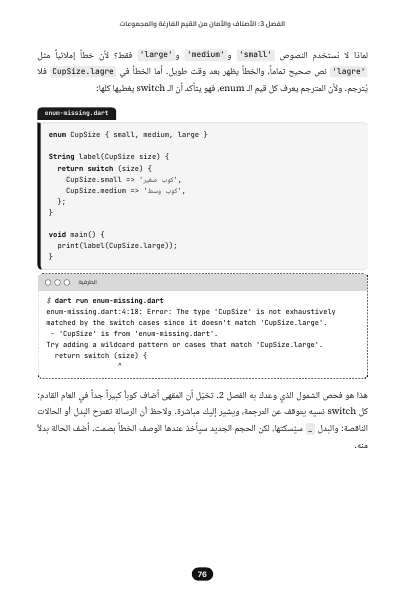 الفصل 3: الأصناف والأمان من القيم الفارغة والمجموعات
لماذا لا نستخدم النصوص 'small' و 'medium' و 'large' فقط؟ لأن خطأً إملائياً مثل
'lagre' نص صحيح تماماً، والخطأ يظهر بعد وقت طويل. أما الخطأ في CupSize.lagre فلا
يُترجم. ولأن المترجم يعرف كل قيم الـ enum، فهو يتأكد أن الـ switch يغطيها كلها:
enum-missing.dart
enum CupSize { small, medium, large }
String label(CupSize size) {
  return switch (size) {
    CupSize.small => 'كوب صغير',
    CupSize.medium => 'كوب وسط',
  };
}
void main() {
  print(label(CupSize.large));
}
الطرفية
$ dart run enum-missing.dart
enum-missing.dart:4:18: Error: The type 'CupSize' is not exhaustively
matched by the switch cases since it doesn't match 'CupSize.large'.
 - 'CupSize' is from 'enum-missing.dart'.
Try adding a wildcard pattern or cases that match 'CupSize.large'.
  return switch (size) {
                 ^
هذا هو فحص الشمول الذي وعدك به الفصل 2. تخيّل أن المقهى أضاف كوباً كبيراً جداً في العام القادم:
كل switch نسيه يتوقف عن الترجمة، ويشير إليك مباشرة. ولاحظ أن الرسالة تقترح البدل أو الحالات
الناقصة: والبدل _ سيُسكتها، لكن الحجم الجديد سيأخذ عندها الوصف الخطأ بصمت. أضف الحالة بدلاً
منه.
76